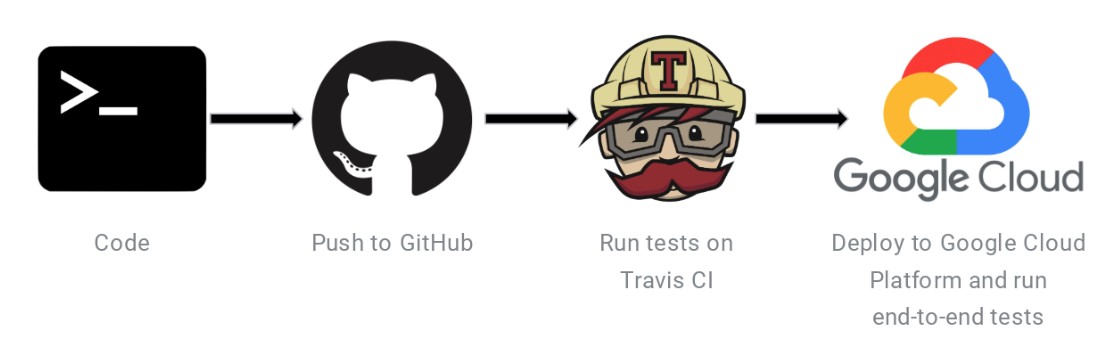 >_
T
Google Cloud
Code
Push to GitHub
Run tests on
Travis CI
Deploy to Google Cloud
Platform and run
end-to-end tests